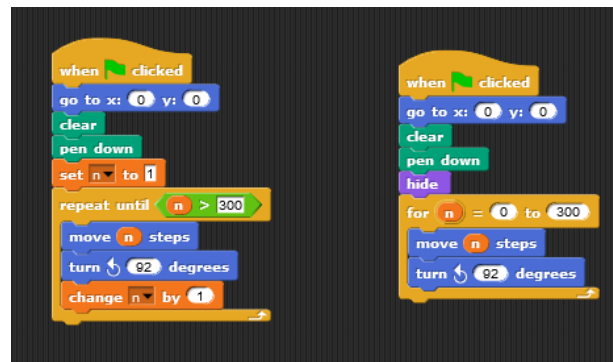 when clicked
go to x: 0 y: 0
clear
pen down
set n to 1
repeat until n > 300
move n steps
turn 92 degrees
change n by 1
when clicked
go to x: 0 y: 0
clear
pen down
hide
for n = 0 to 300
move n steps
turn 92 degrees